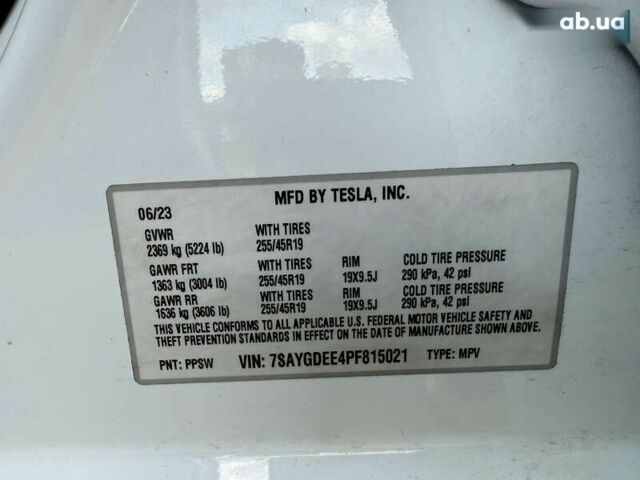 ab.ua
MFD BY TESLA, INC.
06/23
GVWR WITH TIRES
2369 kg (5224 lb) 255/45R19
GAWR FRT WITH TIRES RIM COLD TIRE PRESSURE
1363 kg (3004 lb) 255/45R19 19X9.5J 290 kPa, 42 psi
GAWR RR WITH TIRES RIM COLD TIRE PRESSURE
1636 kg (3606 lb) 255/45R19 19X9.5J 290 kPa, 42 psi
THIS VEHICLE CONFORMS TO ALL APPLICABLE U.S. FEDERAL MOTOR VEHICLE SAFETY AND
THEFT PREVENTION STANDARDS IN EFFECT ON THE DATE OF MANUFACTURE SHOWN ABOVE.
PNT: PPSW VIN: 7SAYGDEE4PF815021 TYPE: MPV